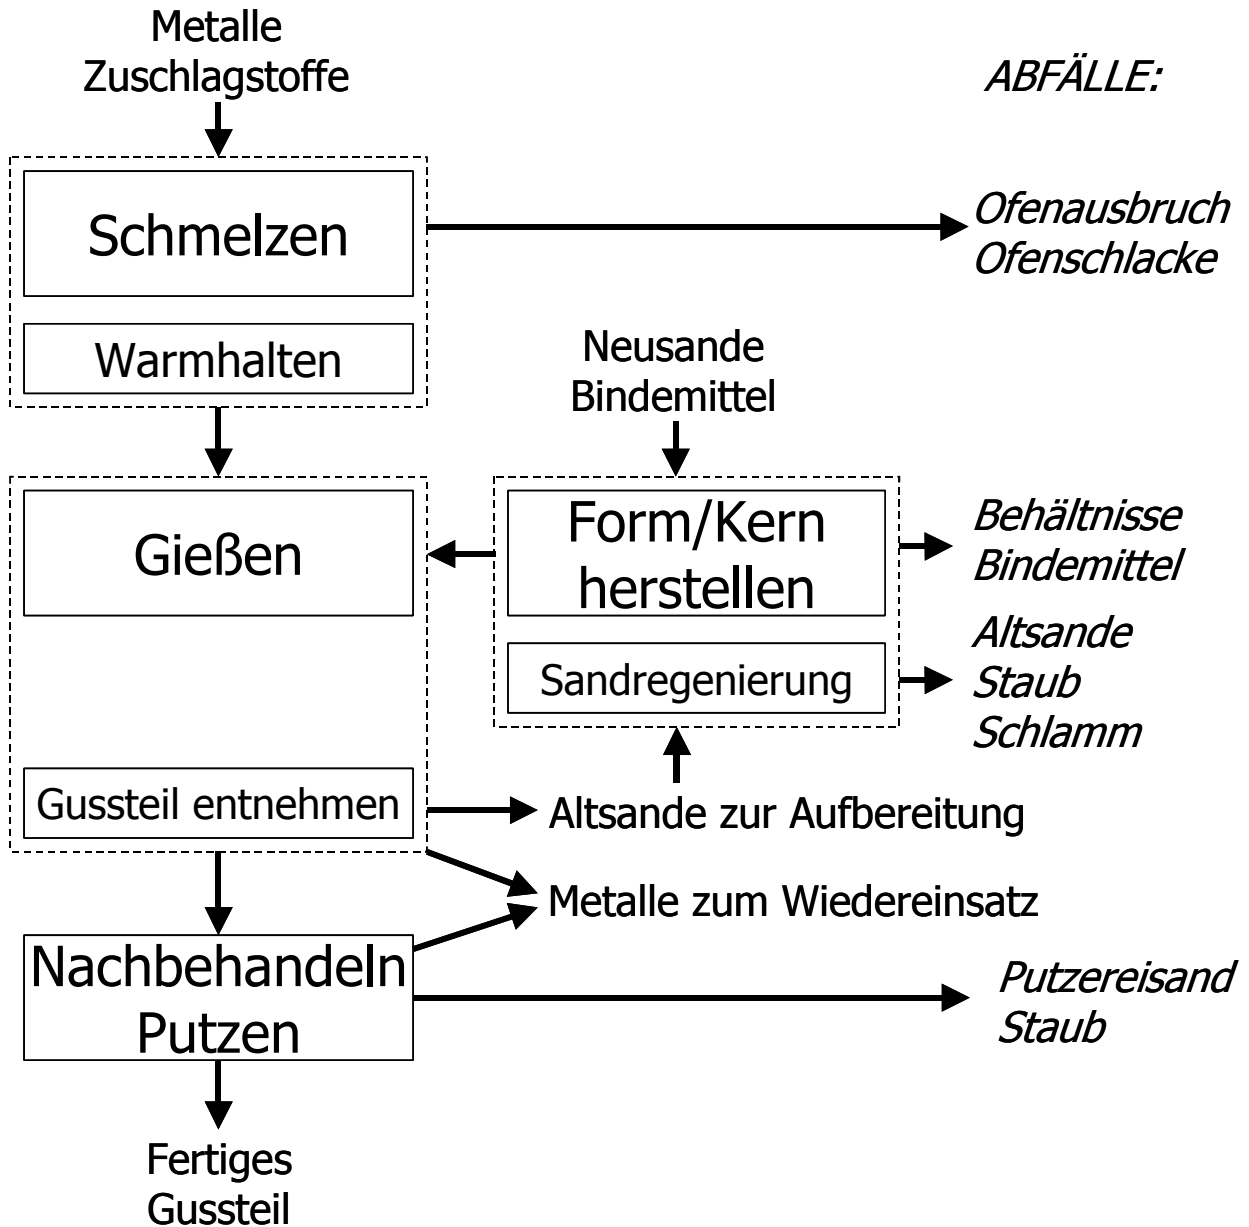 Metalle
Zuschlagstoffe
ABFÄLLE:
Schmelzen
Ofenausbruch
Ofenschlacke
Warmhalten
Neusande
Bindemittel
Gießen
Form/Kern
herstellen
Behältnisse
Bindemittel
Sandregenierung
Altsande
Staub
Schlamm
Gussteil entnehmen
Altsande zur Aufbereitung
Metalle zum Wiedereinsatz
Nachbehandeln
Putzen
Putzereisand
Staub
Fertiges
Gussteil